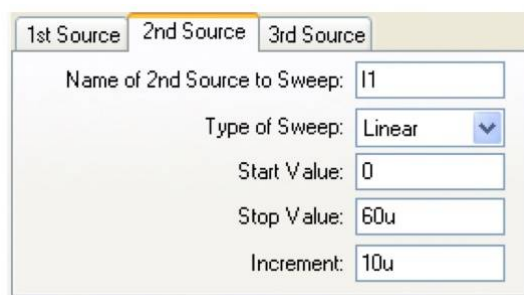 1st Source 2nd Source 3rd Source
Name of 2nd Source to Sweep: I1
Type of Sweep: Linear
Start Value: 0
Stop Value: 60u
Increment: 10u